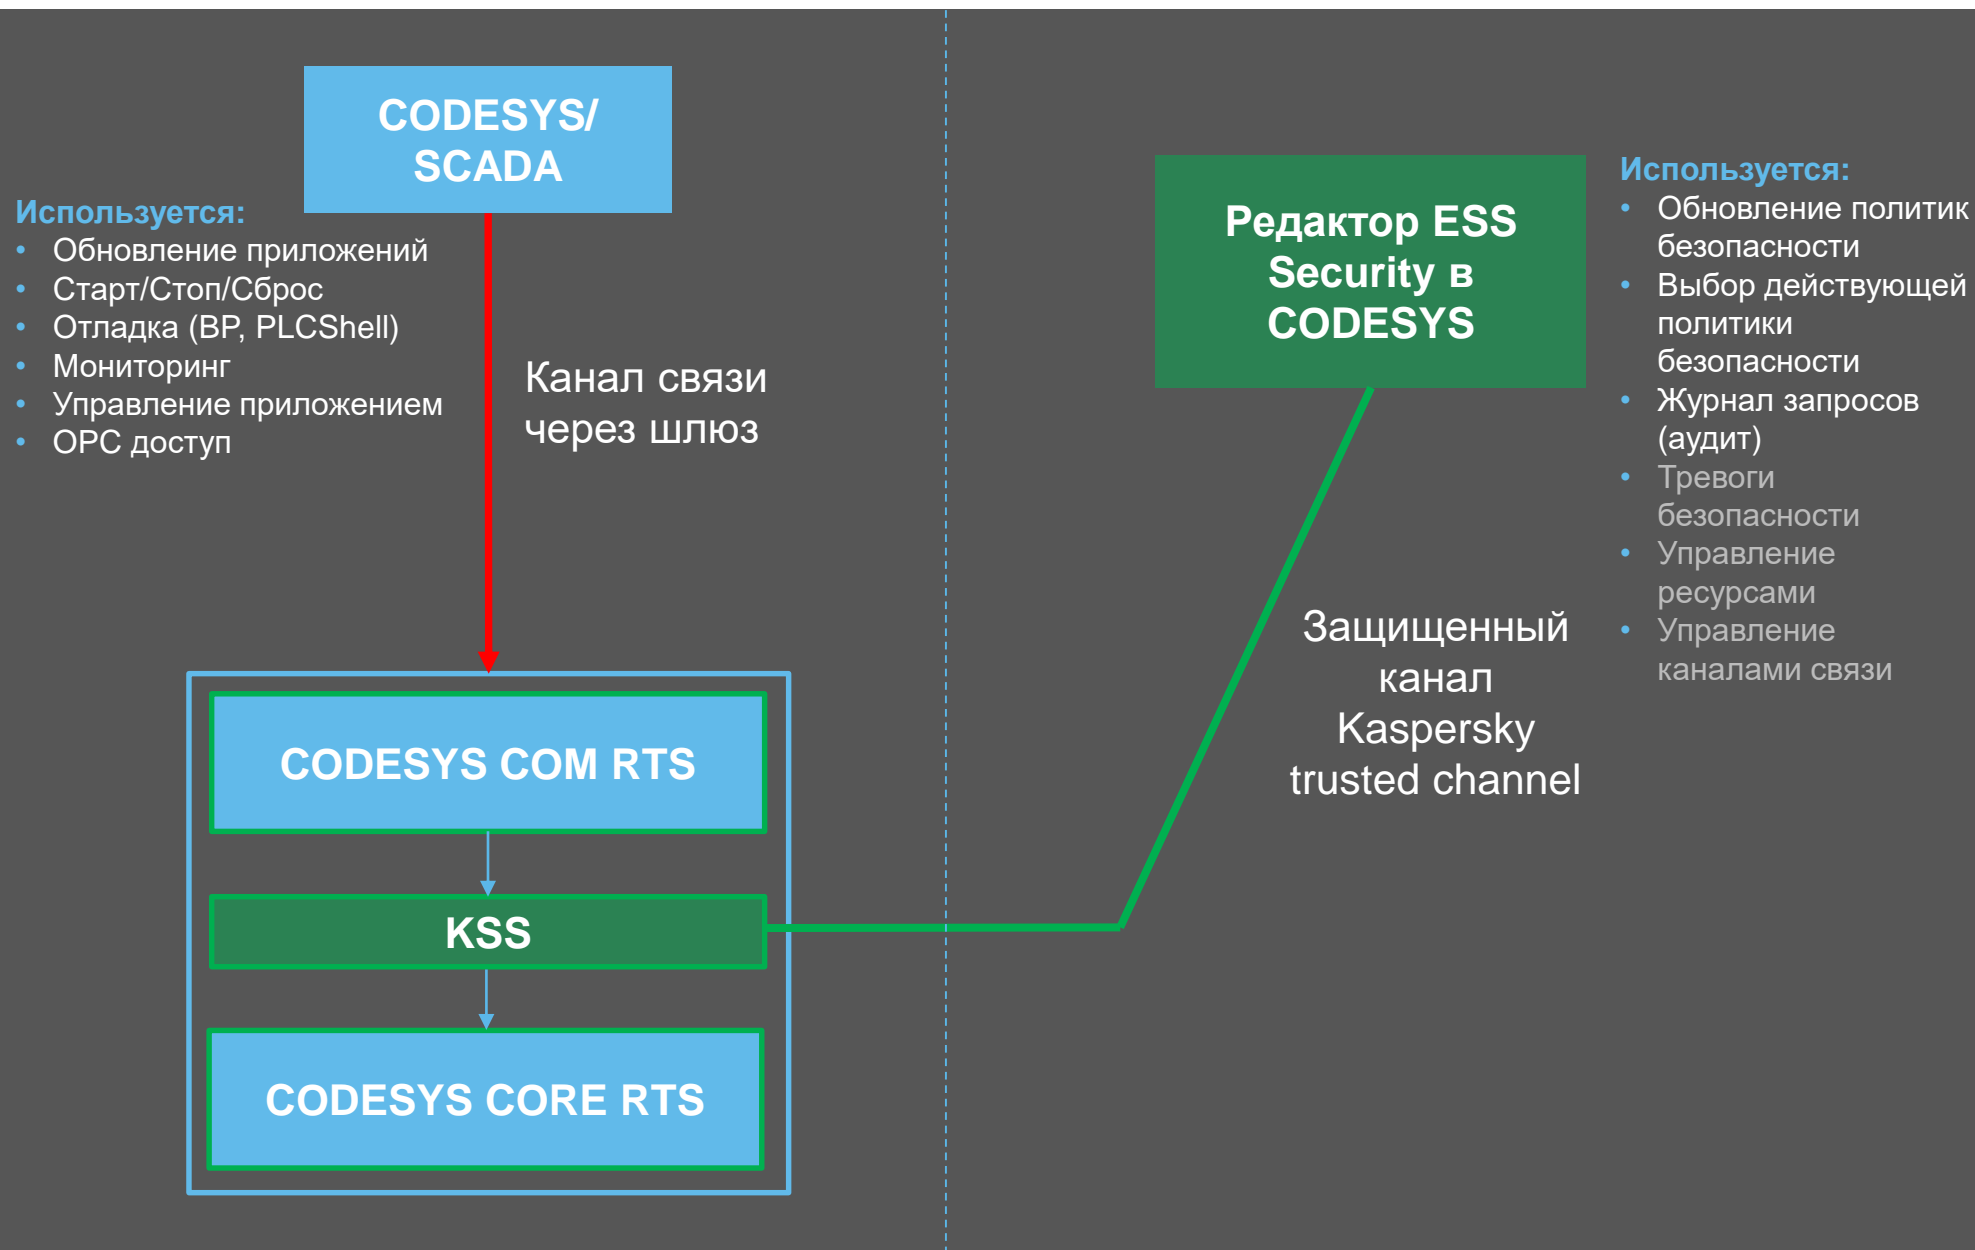 CODESYS/
SCADA
Используется:
Обновление приложений
Старт/Стоп/Сброс
Отладка (BP, PLCShell)
Мониторинг
Управление приложением
OPC доступ
Канал связи
через шлюз
CODESYS COM RTS
KSS
CODESYS CORE RTS
Редактор ESS
Security в
CODESYS
Используется:
Обновление политик
безопасности
Выбор действующей
политики
безопасности
Журнал запросов
(аудит)
Тревоги
безопасности
Управление
ресурсами
Управление
каналами связи
Защищенный
канал
Kaspersky
trusted channel